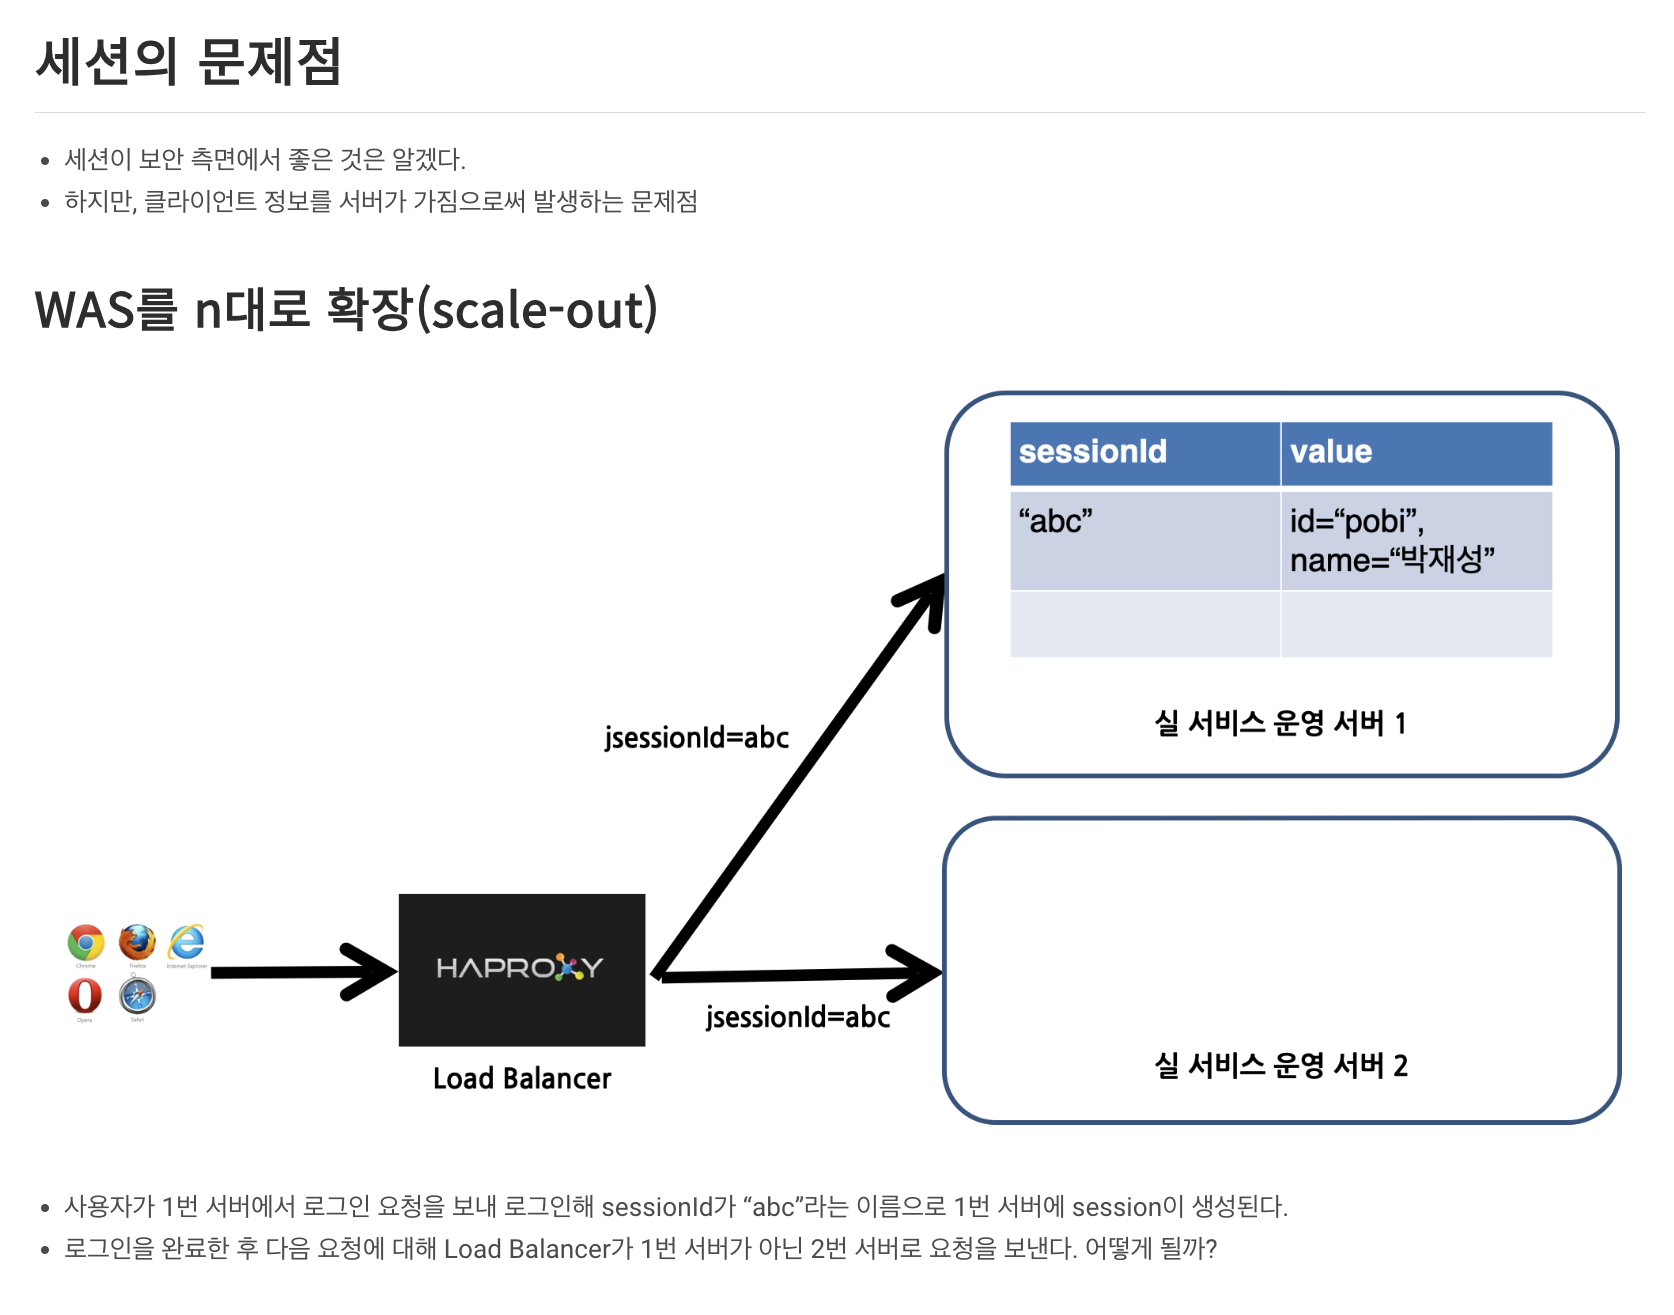 세션의 문제점
세션이 보안 측면에서 좋은 것은 알겠다.
하지만, 클라이언트 정보를 서버가 가짐으로써 발생하는 문제점
WAS를 n대로 확장(scale-out)
sessionId
value
“abc”
id=“pobi”,
name=“박재성”
실 서비스 운영 서버 1
jsessionId=abc
Chrome
Firefox
Internet Explorer
Opera
Safari
HAPROXY
Load Balancer
jsessionId=abc
실 서비스 운영 서버 2
사용자가 1번 서버에서 로그인 요청을 보내 로그인해 sessionId가 “abc”라는 이름으로 1번 서버에 session이 생성된다.
로그인을 완료한 후 다음 요청에 대해 Load Balancer가 1번 서버가 아닌 2번 서버로 요청을 보낸다. 어떻게 될까?